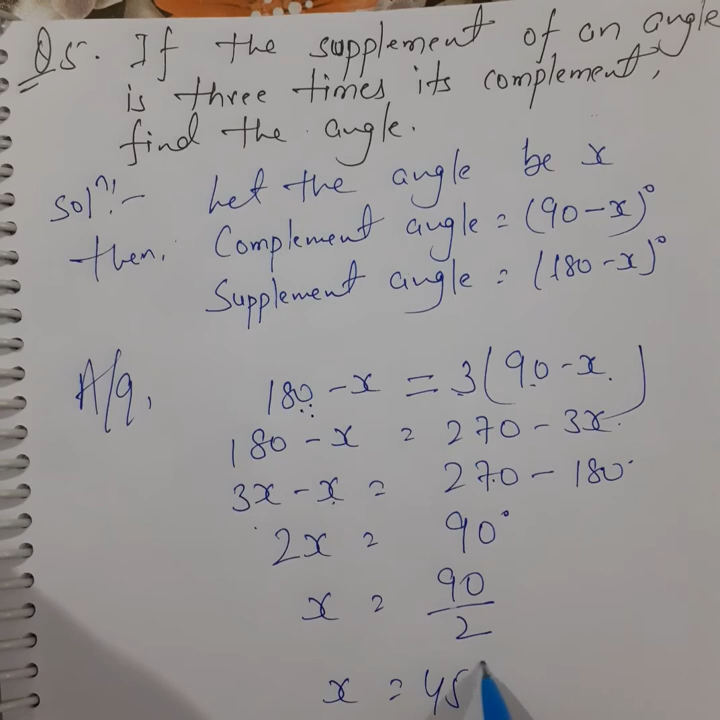 Q5. If the supplement of an angle
is three times its complement,
find the angle.
Solⁿ:- Let the angle be x
then, Complement angle = (90-x)°
Supplement angle = (180-x)°
A/q, 180-x = 3(90-x)
180-x = 270-3x
3x-x = 270-180
2x = 90°
x = 90/2
x = 45